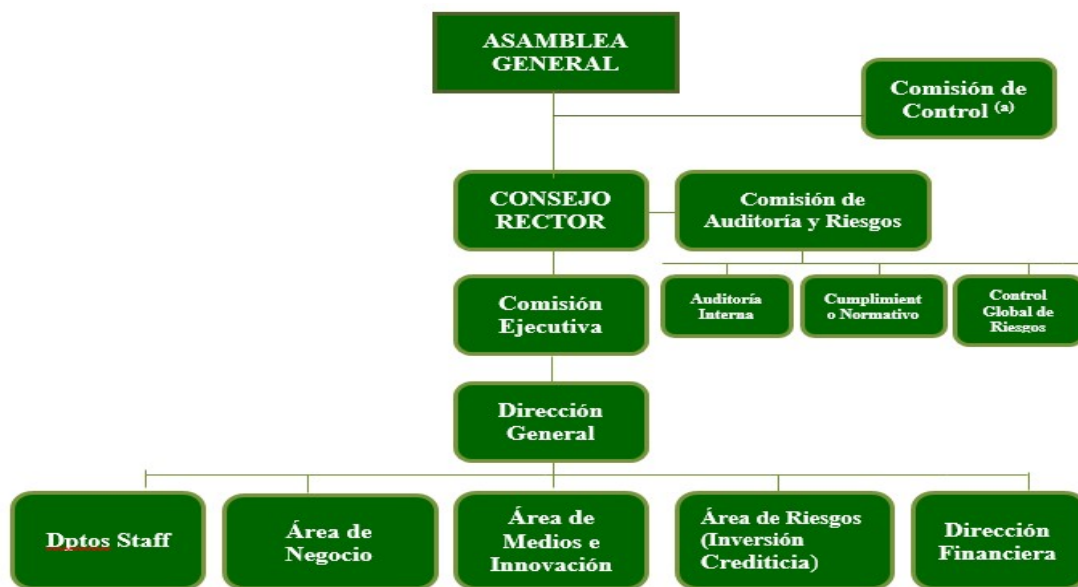 ASAMBLEA
GENERAL
Comisión de
Control (a)
CONSEJO
RECTOR
Comisión de
Auditoría y Riesgos
Auditoría
Interna
Cumplimient
o Normativo
Control
Global de
Riesgos
Comisión
Ejecutiva
Dirección
General
Dptos Staff
Área de
Negocio
Área de
Medios e
Innovación
Área de Riesgos
(Inversión
Crediticia)
Dirección
Financiera